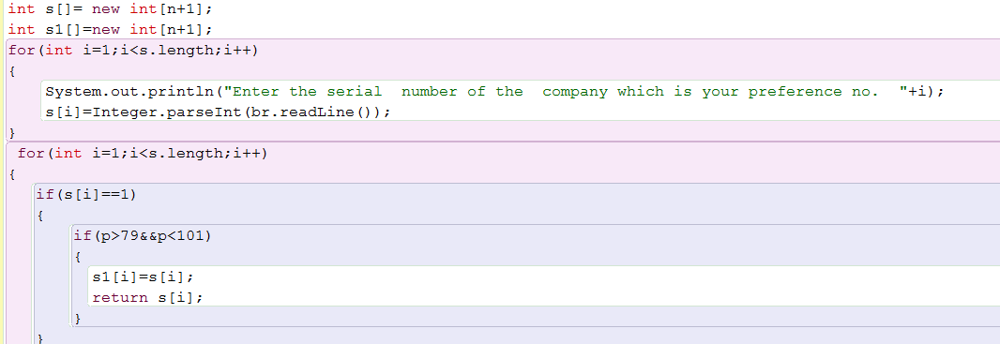 int s[]= new int[n+1];
int s1[]=new int[n+1];
for(int i=1;i<s.length;i++)
{
System.out.println("Enter the serial  number of the  company which is your preference no.  "+i);
s[i]=Integer.parseInt(br.readLine());
}
for(int i=1;i<s.length;i++)
{
if(s[i]==1)
{
if(p>79&&p<101)
{
s1[i]=s[i];
return s[i];
}
}